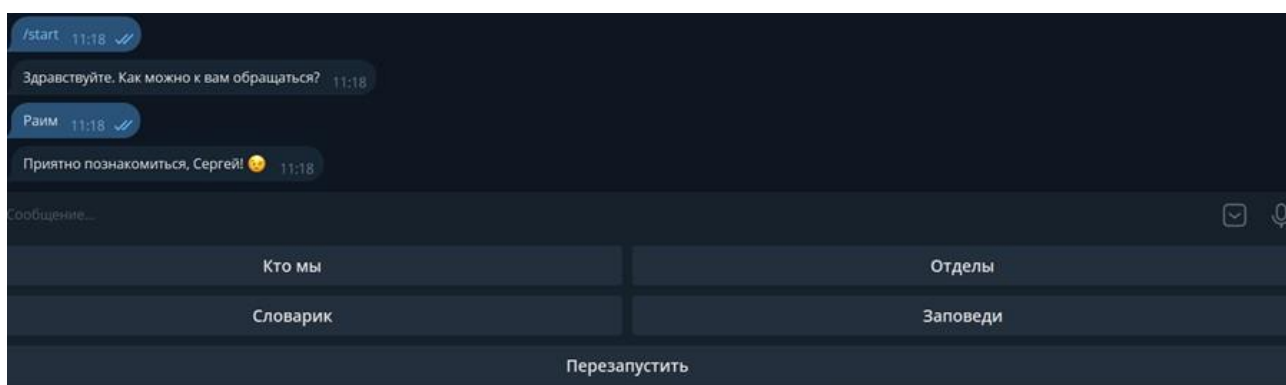 /start 11:18
Здравствуйте. Как можно к вам обращаться? 11:18
Раим 11:18
Приятно познакомиться, Сергей! 😉 11:18
Сообщение...
Кто мы Отделы
Словарик Заповеди
Перезапустить